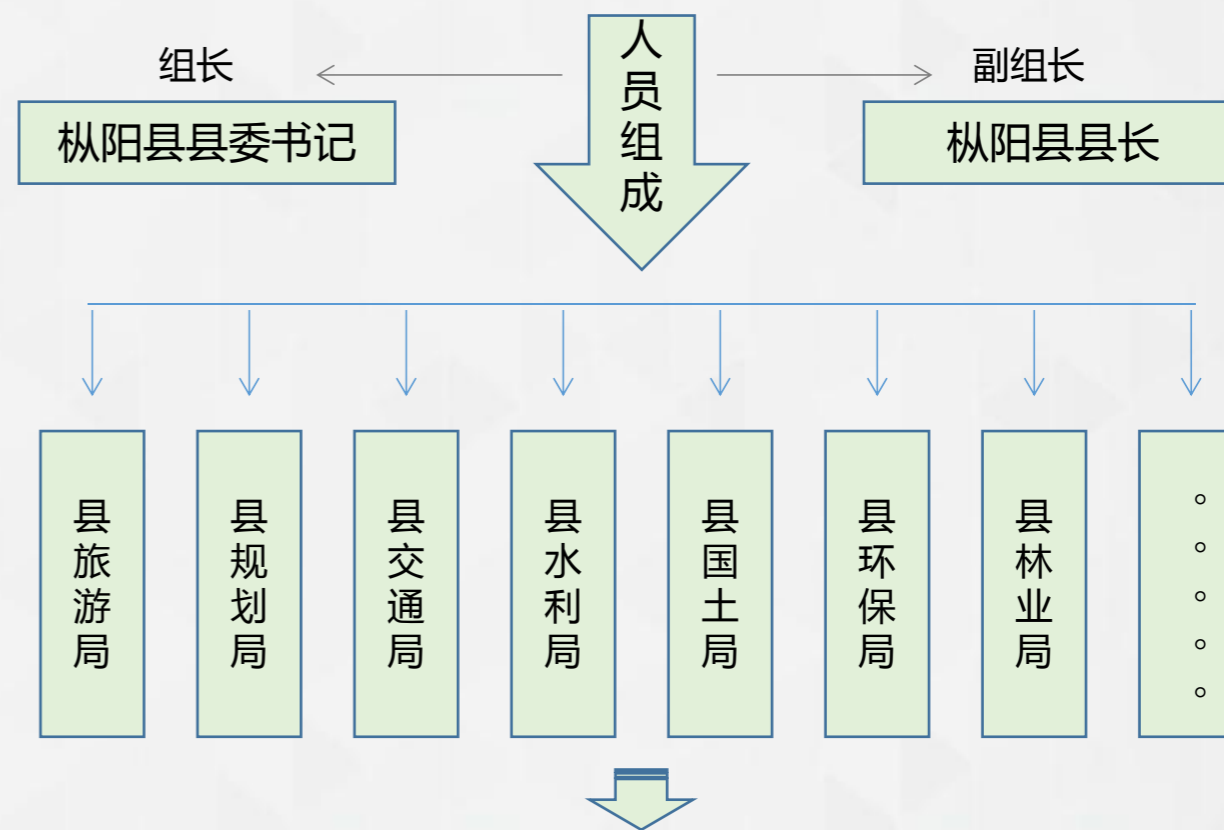 人员组成
组长
副组长
枞阳县县委书记
枞阳县县长
县旅游局
县规划局
县交通局
县水利局
县国土局
县环保局
县林业局
。。。。。